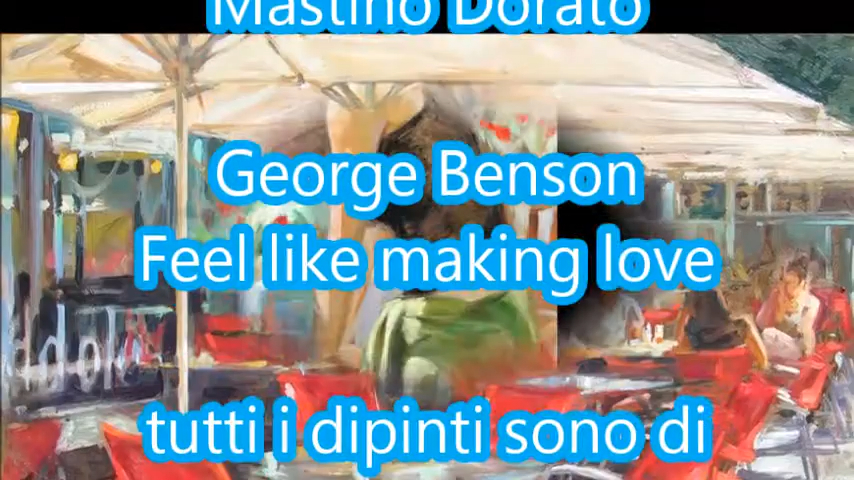 Mastino Dorato
George Benson
Feel like making love
tutti i dipinti sono di